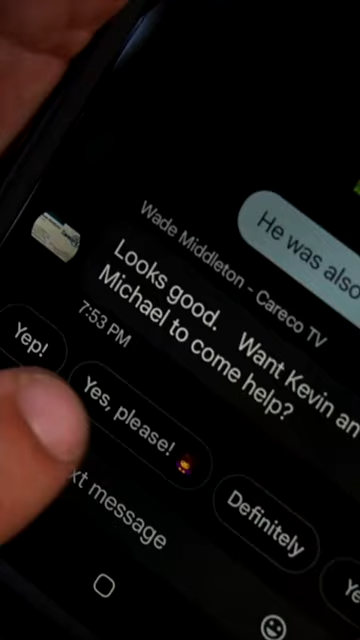 He was also
Wade Middleton - Careco TV
Looks good. Want Kevin an
Michael to come help?
7:53 PM
Yep!
Yes, please!
Definitely
Ye
xt message